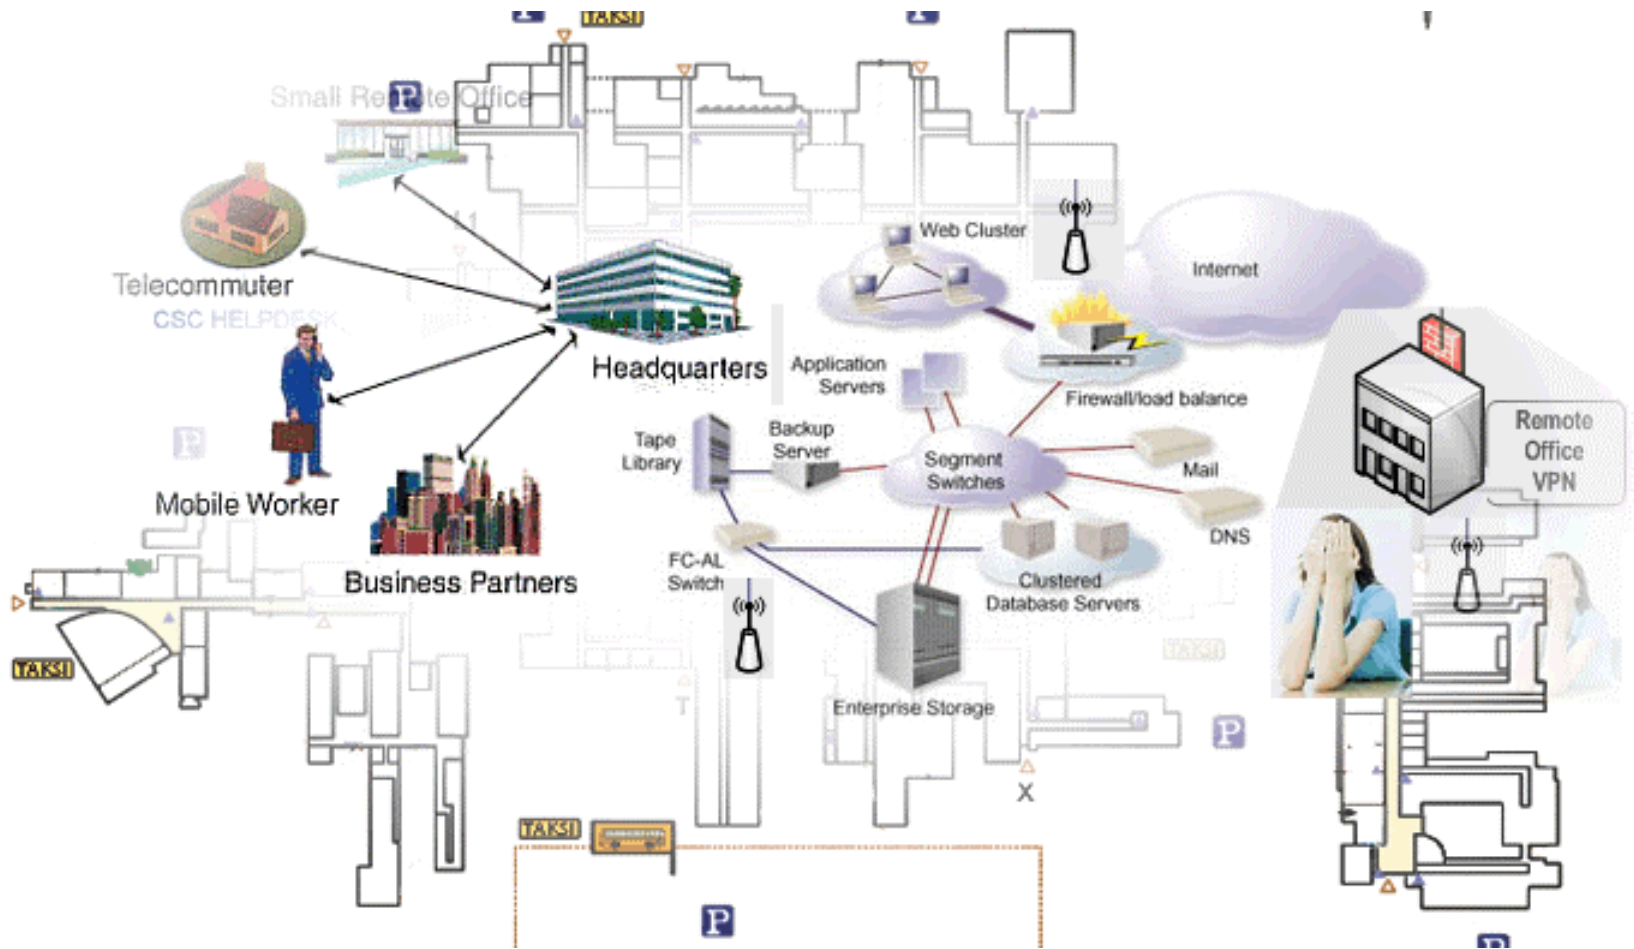 P
TAKSI
P
Small Remote Office
P
Telecommuter
CSC HELPDESK
Headquarters
Mobile Worker
Business Partners
P
Web Cluster
Internet
Application
Servers
Firewall/load balance
Tape
Library
Backup
Server
Segment
Switches
Mail
DNS
FC-AL
Switch
Clustered
Database Servers
Enterprise Storage
Remote
Office
VPN
TAKSI
TAKSI
T
P
X
TAKSI
P
P